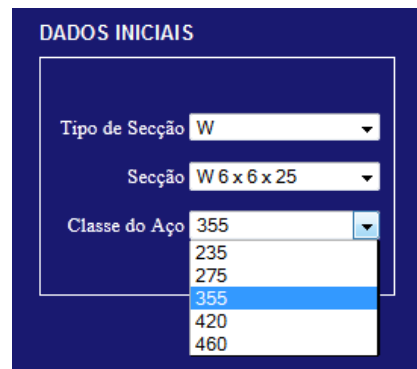 DADOS INICIAIS
Tipo de Secção W
Secção W 6 x 6 x 25
Classe do Aço 355
235
275
355
420
460